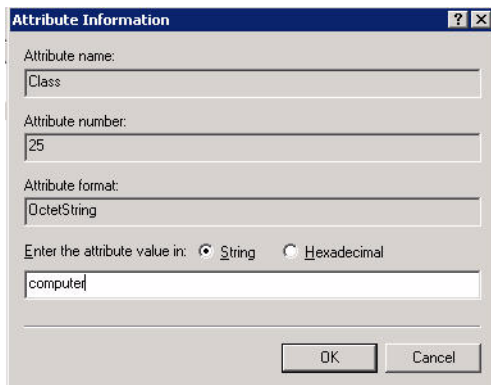 Attribute Information
Attribute name:
Class
Attribute number:
25
Attribute format:
OctetString
Enter the attribute value in: String Hexadecimal
computer
OK Cancel